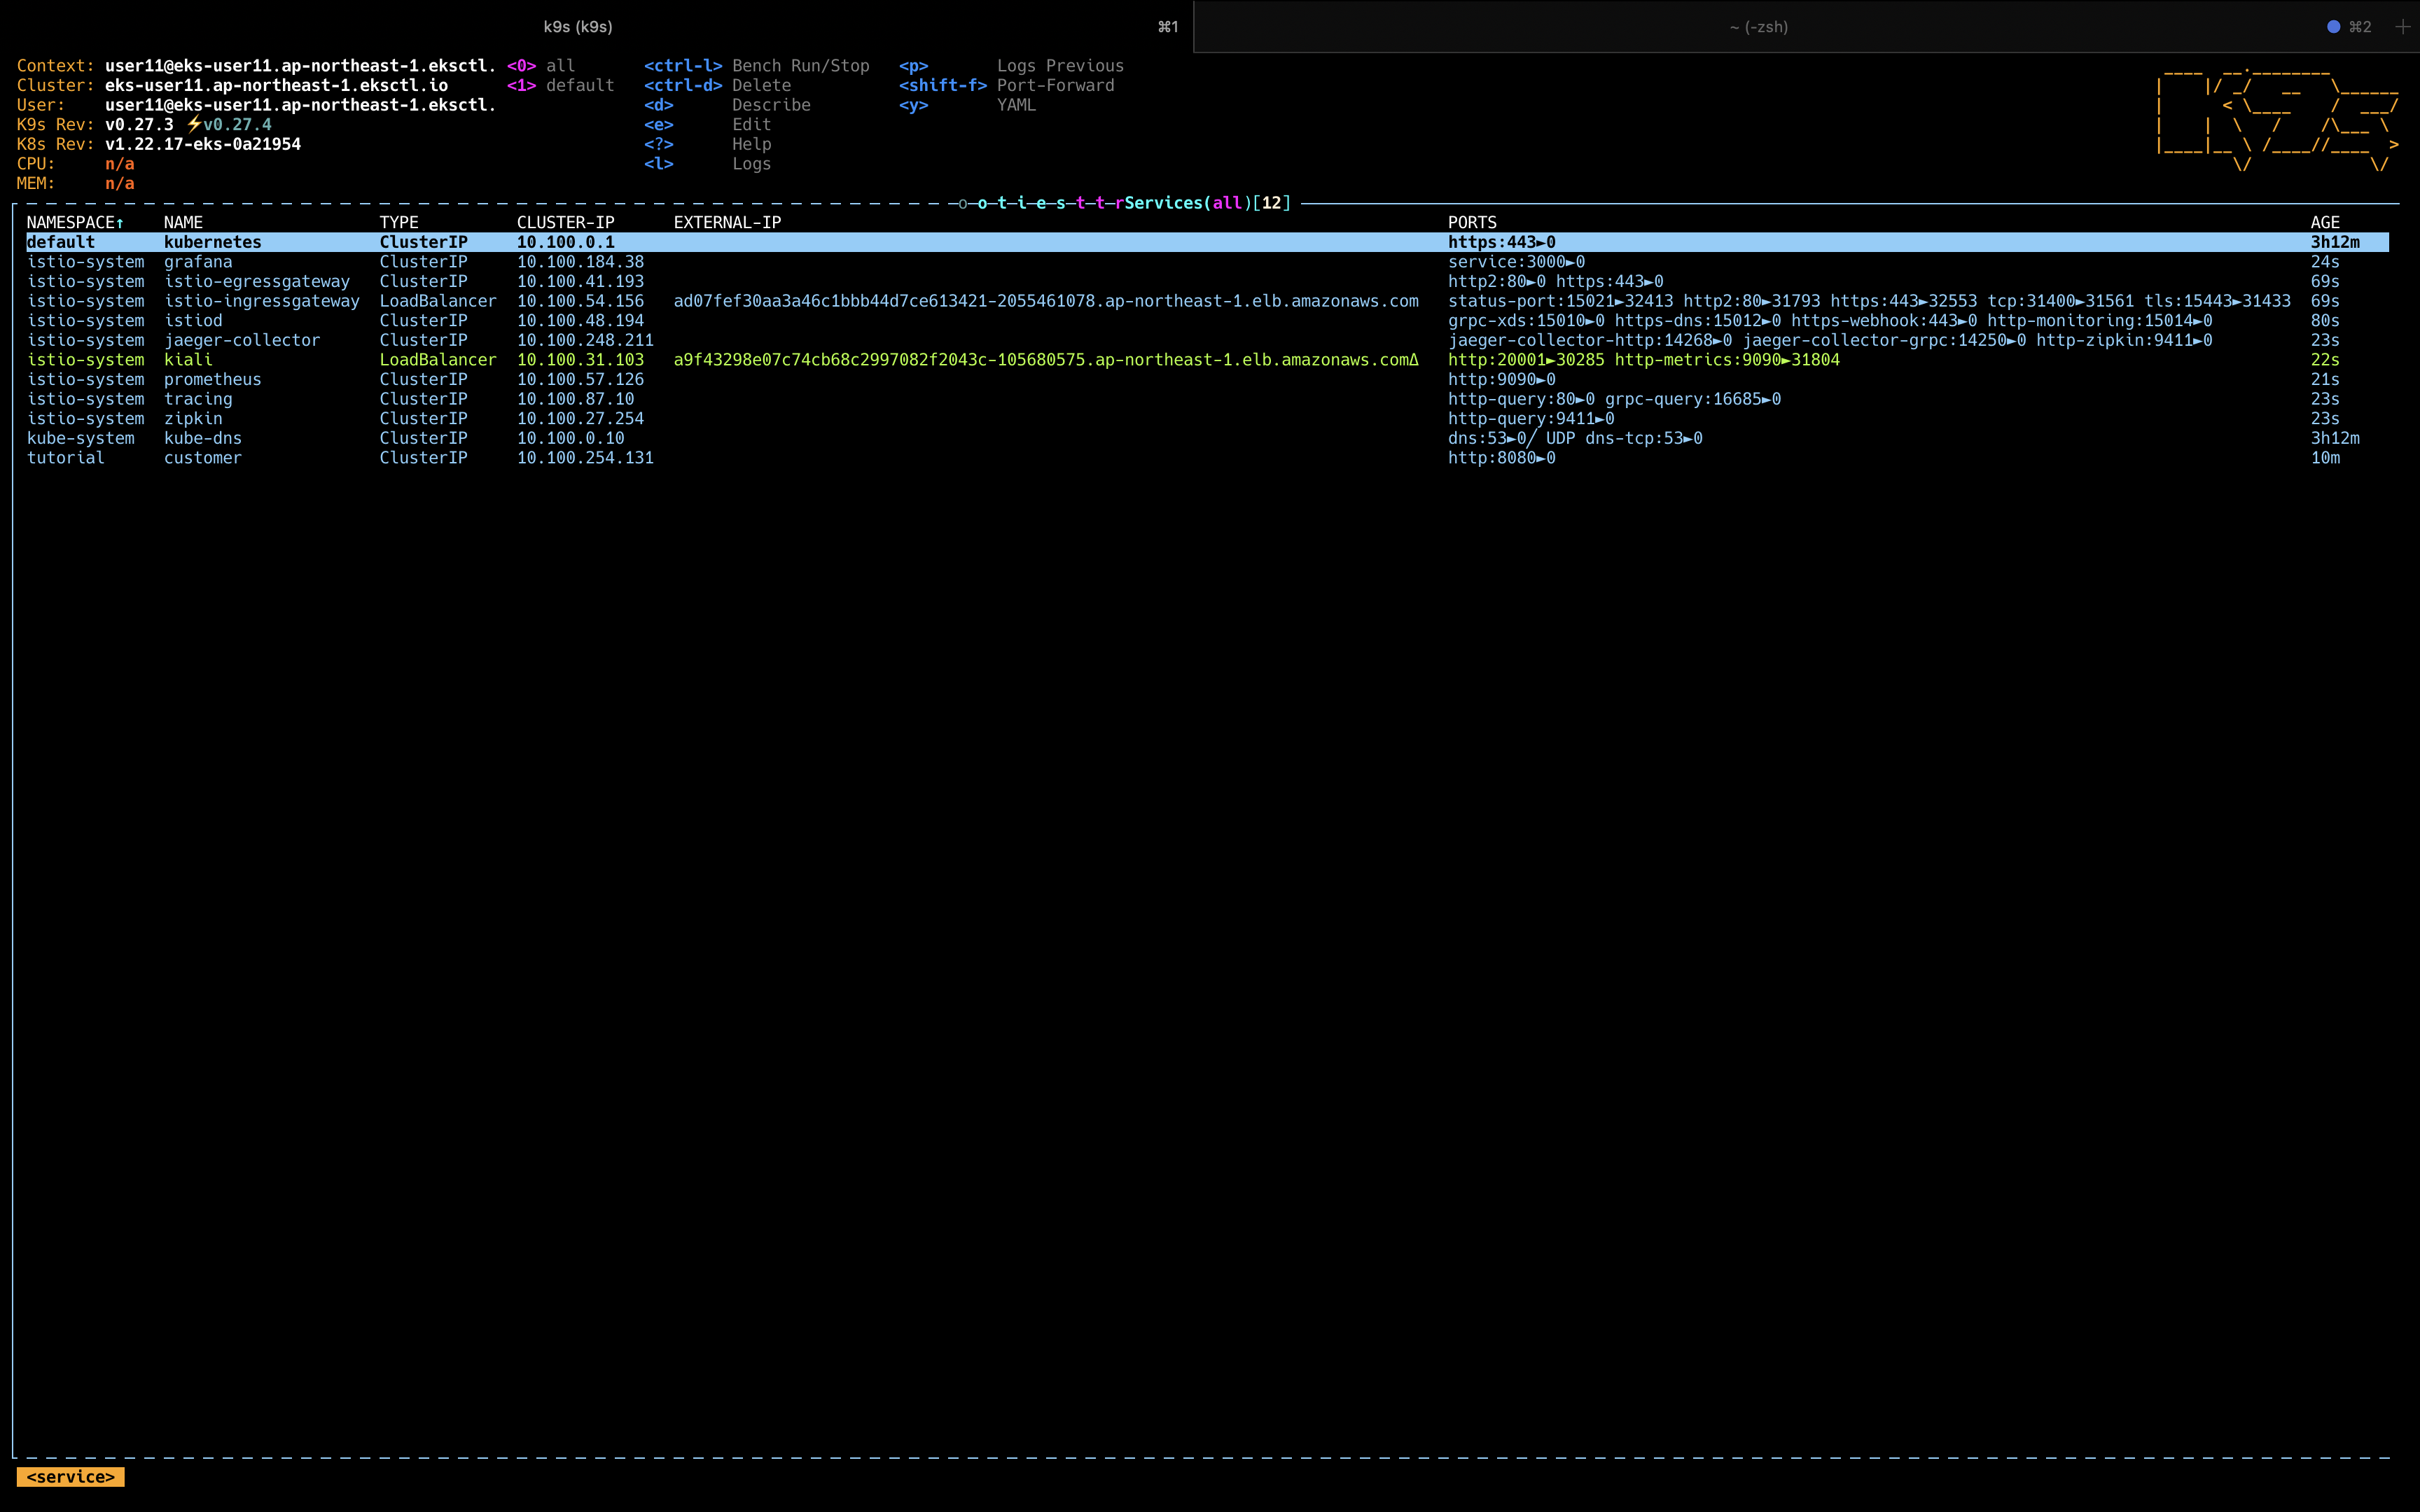 k9s (k9s) ⌘1 ~ (-zsh) ⌘2 +
Context: user11@eks-user11.ap-northeast-1.eksctl. <0> all <ctrl-l> Bench Run/Stop <p> Logs Previous
Cluster: eks-user11.ap-northeast-1.eksctl.io <1> default <ctrl-d> Delete <shift-f> Port-Forward
User: user11@eks-user11.ap-northeast-1.eksctl. <d> Describe <y> YAML
K9s Rev: v0.27.3 ⚡v0.27.4 <e> Edit
K8s Rev: v1.22.17-eks-0a21954 <?> Help
CPU: n/a <l> Logs
MEM: n/a
o o t i e s t t rServices(all)[12]
NAMESPACE↑ NAME TYPE CLUSTER-IP EXTERNAL-IP PORTS AGE
default kubernetes ClusterIP 10.100.0.1 https:443►0 3h12m
istio-system grafana ClusterIP 10.100.184.38 service:3000►0 24s
istio-system istio-egressgateway ClusterIP 10.100.41.193 http2:80►0 https:443►0 69s
istio-system istio-ingressgateway LoadBalancer 10.100.54.156 ad07fef30aa3a46c1bbb44d7ce613421-2055461078.ap-northeast-1.elb.amazonaws.com status-port:15021►32413 http2:80►31793 https:443►32553 tcp:31400►31561 tls:15443►31433 69s
istio-system istiod ClusterIP 10.100.48.194 grpc-xds:15010►0 https-dns:15012►0 https-webhook:443►0 http-monitoring:15014►0 80s
istio-system jaeger-collector ClusterIP 10.100.248.211 jaeger-collector-http:14268►0 jaeger-collector-grpc:14250►0 http-zipkin:9411►0 23s
istio-system kiali LoadBalancer 10.100.31.103 a9f43298e07c74cb68c2997082f2043c-105680575.ap-northeast-1.elb.amazonaws.comΔ http:20001►30285 http-metrics:9090►31804 22s
istio-system prometheus ClusterIP 10.100.57.126 http:9090►0 21s
istio-system tracing ClusterIP 10.100.87.10 http-query:80►0 grpc-query:16685►0 23s
istio-system zipkin ClusterIP 10.100.27.254 http-query:9411►0 23s
kube-system kube-dns ClusterIP 10.100.0.10 dns:53►0╱UDP dns-tcp:53►0 3h12m
tutorial customer ClusterIP 10.100.254.131 http:8080►0 10m
<service>